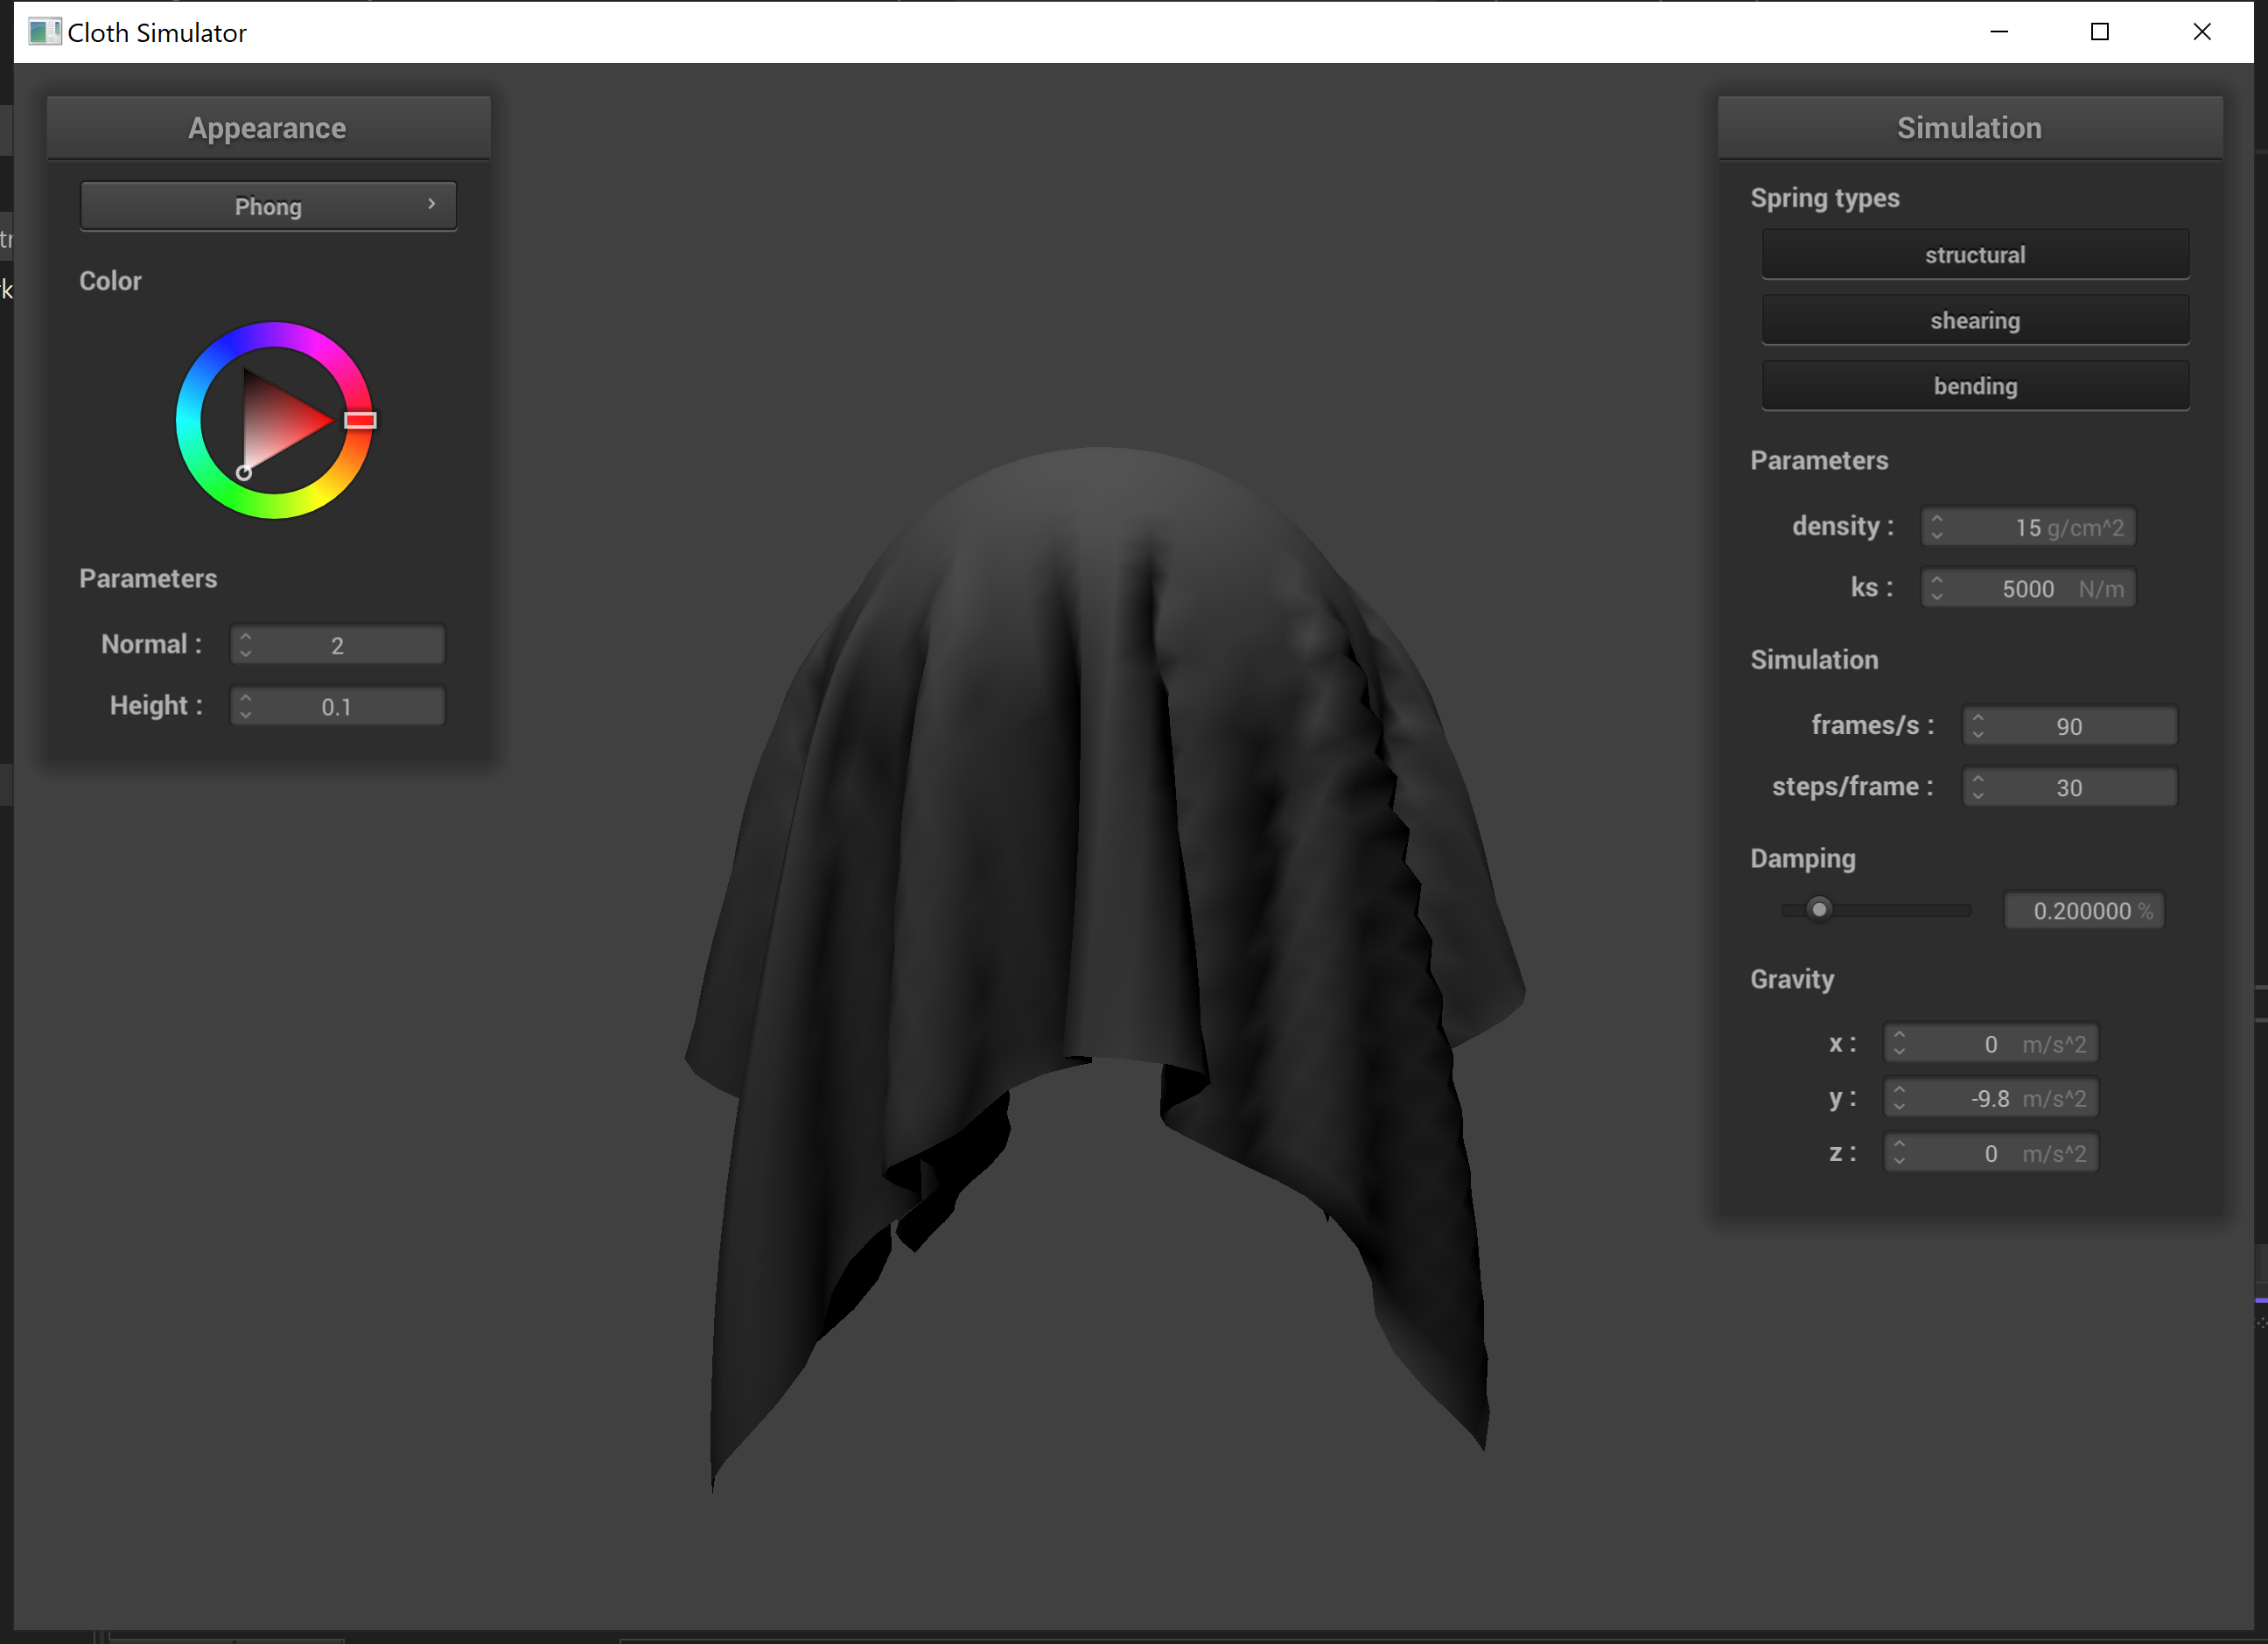 Cloth Simulator
Appearance
Phong
Color
Parameters
Normal : 2
Height : 0.1
Simulation
Spring types
structural
shearing
bending
Parameters
density : 15 g/cm^2
ks : 5000 N/m
Simulation
frames/s : 90
steps/frame : 30
Damping
0.200000 %
Gravity
x : 0 m/s^2
y : -9.8 m/s^2
z : 0 m/s^2